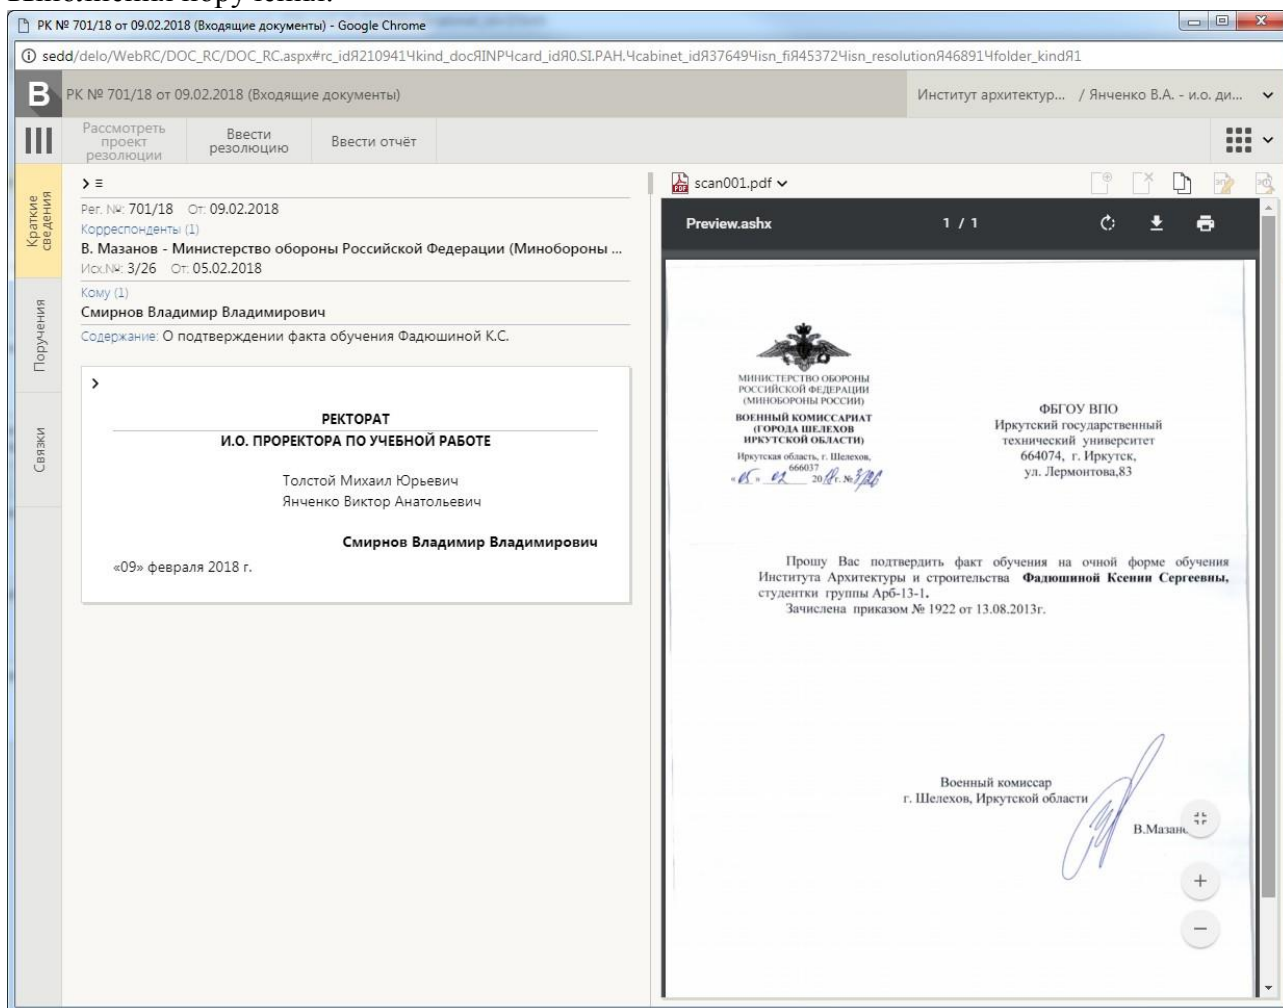 РК № 701/18 от 09.02.2018 (Входящие документы) - Google Chrome
sedd/delo/WebRC/DOC_RC/DOC_RC.aspx#rc_idЯ210941Чkind_docЯINPЧcard_idЯ0.SI.PAH.Чcabinet_idЯ37649Чisn_fiЯ45372Чisn_resolutionЯ46891Чfolder_kindЯ1
В РК № 701/18 от 09.02.2018 (Входящие документы)
Институт архитектур... / Янченко В.А. - и.о. ди...
Рассмотреть проект резолюции
Ввести резолюцию
Ввести отчёт
Краткие сведения
Поручения
Связки
Рег. №: 701/18 От: 09.02.2018
Корреспонденты (1)
В. Мазанов - Министерство обороны Российской Федерации (Минобороны ...
Исх.№: 3/26 От: 05.02.2018
Кому (1)
Смирнов Владимир Владимирович
Содержание: О подтверждении факта обучения Фадюшиной К.С.
РЕКТОРАТ
И.О. ПРОРЕКТОРА ПО УЧЕБНОЙ РАБОТЕ
Толстой Михаил Юрьевич
Янченко Виктор Анатольевич
Смирнов Владимир Владимирович
«09» февраля 2018 г.
scan001.pdf
Preview.ashx 1 / 1
МИНИСТЕРСТВО ОБОРОНЫ
РОССИЙСКОЙ ФЕДЕРАЦИИ
(МИНОБОРОНЫ РОССИИ)
ВОЕННЫЙ КОМИССАРИАТ
(ГОРОДА ШЕЛЕХОВ
ИРКУТСКОЙ ОБЛАСТИ)
Иркутская область, г. Шелехов,
666037
«05» 02 2018 г. № 3/26
ФБГОУ ВПО
Иркутский государственный
технический университет
664074, г. Иркутск,
ул. Лермонтова,83
Прошу Вас подтвердить факт обучения на очной форме обучения
Института Архитектуры и строительства Фадюшиной Ксении Сергеевны,
студентки группы Арб-13-1.
Зачислена приказом № 1922 от 13.08.2013г.
Военный комиссар
г. Шелехов, Иркутской области
В.Мазано